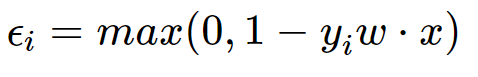 ϵᵢ = max(0, 1 − yᵢw · x)